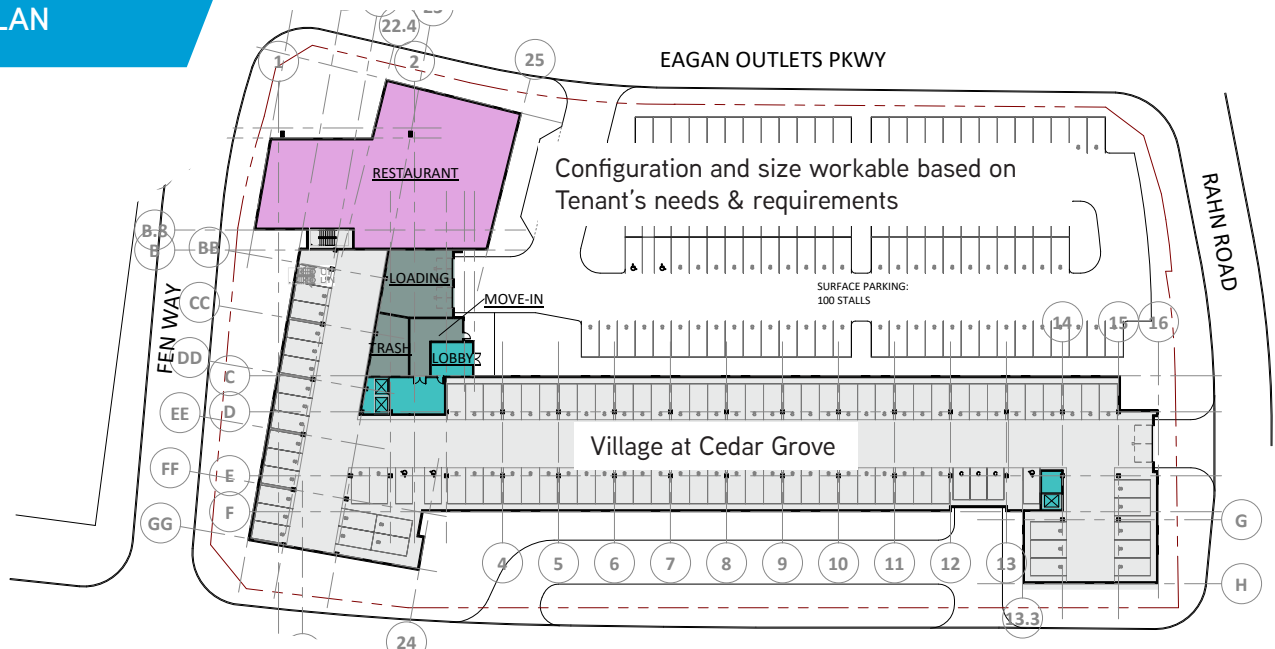 LAN
23
22.4
1
2
25
EAGAN OUTLETS PKWY
RESTAURANT
Configuration and size workable based on
Tenant's needs & requirements
RAHN ROAD
B
BB
LOADING
SURFACE PARKING:
100 STALLS
MOVE-IN
CC
FEN WAY
14
15
16
TRASH
LOBBY
DD
C
D
EE
Village at Cedar Grove
FF
E
F
GG
G
4
5
6
7
8
9
10
11
12
13
H
13.3
24